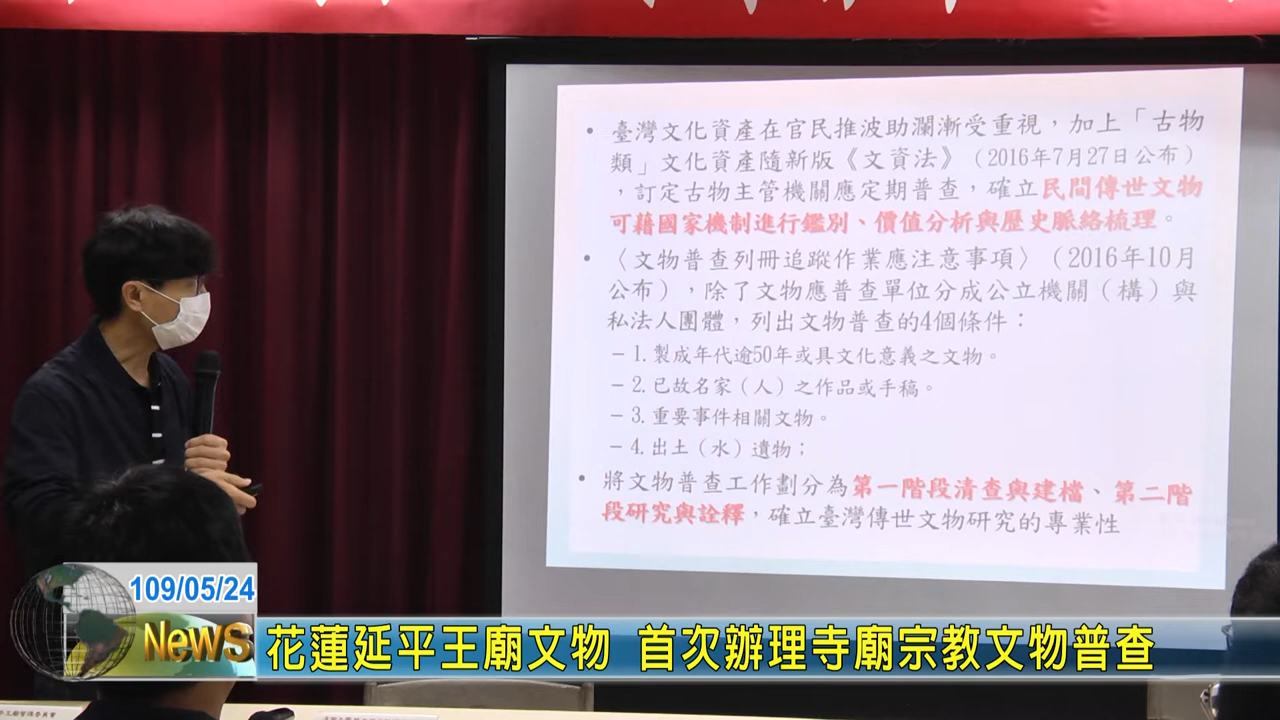 • 臺灣文化資產在官民推波助瀾漸受重視，加上「古物
類」文化資產隨新版《文資法》（2016年7月27日公布）
，訂定古物主管機關應定期普查，確立民間傳世文物
可藉國家機制進行鑑別、價值分析與歷史脈絡梳理。
• 〈文物普查列冊追蹤作業應注意事項〉（2016年10月
公布），除了文物應普查單位分成公立機關（構）與
私法人團體，列出文物普查的4個條件：
– 1.製成年代逾50年或具文化意義之文物。
– 2.已故名家（人）之作品或手稿。
– 3.重要事件相關文物。
– 4.出土（水）遺物；
• 將文物普查工作劃分為第一階段清查與建檔、第二階
段研究與詮釋，確立臺灣傳世文物研究的專業性
109/05/24
News
花蓮延平王廟文物 首次辦理寺廟宗教文物普查